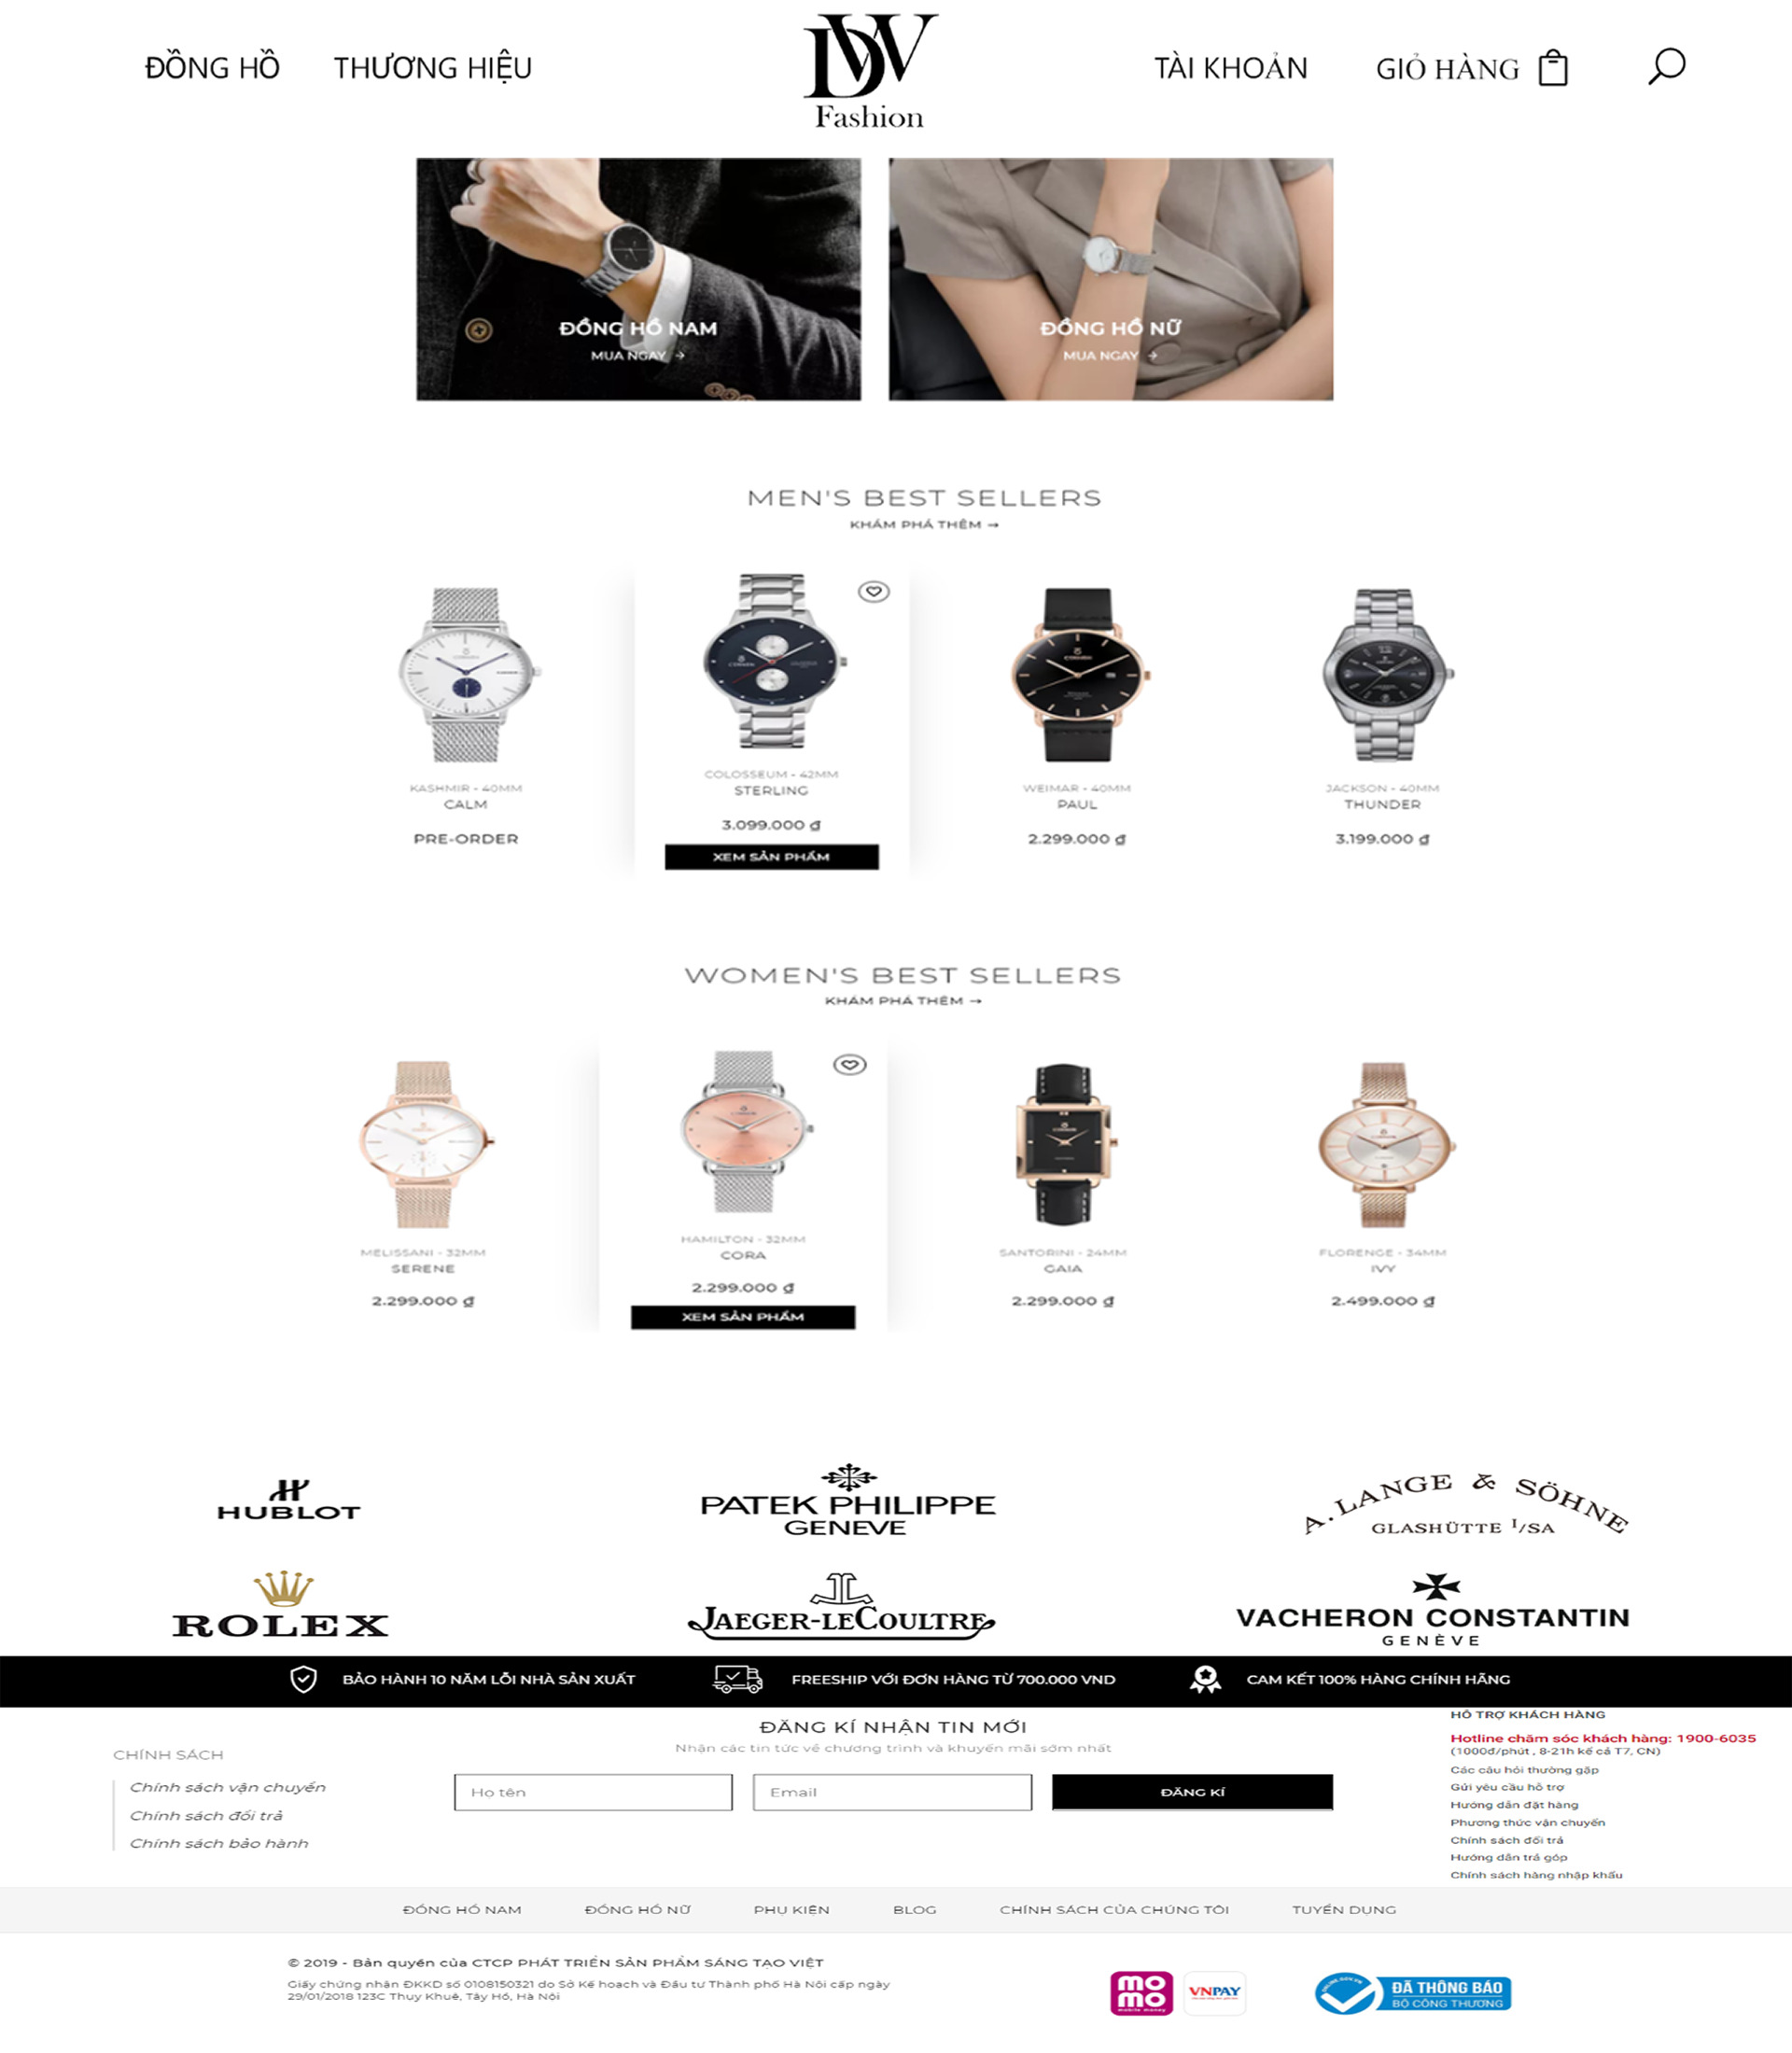 ĐỒNG HỒ
THƯƠNG HIỆU
DW
Fashion
TÀI KHOẢN
GIỎ HÀNG
ĐỒNG HỒ NAM
MUA NGAY →
ĐỒNG HỒ NỮ
MUA NGAY →
MEN'S BEST SELLERS
KHÁM PHÁ THÊM →
KASHMIR - 40MM
CALM
PRE-ORDER
COLOSSEUM - 42MM
STERLING
3.099.000 ₫
XEM SẢN PHẨM
WEIMAR - 40MM
PAUL
2.299.000 ₫
JACKSON - 40MM
THUNDER
3.199.000 ₫
WOMEN'S BEST SELLERS
KHÁM PHÁ THÊM →
MELISSANI - 32MM
SERENE
2.299.000 ₫
HAMILTON - 32MM
CORA
2.299.000 ₫
XEM SẢN PHẨM
SANTORINI - 24MM
GAIA
2.299.000 ₫
FLORENGE - 34MM
IVY
2.499.000 ₫
HUBLOT
PATEK PHILIPPE
GENEVE
A. LANGE & SÖHNE
GLASHÜTTE I/SA
ROLEX
JAEGER-LECOULTRE
VACHERON CONSTANTIN
GENÈVE
BẢO HÀNH 10 NĂM LỖI NHÀ SẢN XUẤT
FREESHIP VỚI ĐƠN HÀNG TỪ 700.000 VND
CAM KẾT 100% HÀNG CHÍNH HÃNG
CHÍNH SÁCH
Chính sách vận chuyển
Chính sách đổi trả
Chính sách bảo hành
ĐĂNG KÍ NHẬN TIN MỚI
Nhận các tin tức về chương trình và khuyến mãi sớm nhất
Họ tên
Email
ĐĂNG KÍ
HỖ TRỢ KHÁCH HÀNG
Hotline chăm sóc khách hàng: 1900-6035
(1000đ/phút , 8-21h kể cả T7, CN)
Các câu hỏi thường gặp
Gửi yêu cầu hỗ trợ
Hướng dẫn đặt hàng
Phương thức vận chuyển
Chính sách đổi trả
Hướng dẫn trả góp
Chính sách hàng nhập khẩu
ĐỒNG HỒ NAM
ĐỒNG HỒ NỮ
PHỤ KIỆN
BLOG
CHÍNH SÁCH CỦA CHÚNG TÔI
TUYỂN DỤNG
© 2019 - Bản quyền của CTCP PHÁT TRIỂN SẢN PHẨM SÁNG TẠO VIỆT
Giấy chứng nhận ĐKKD số 0108150321 do Sở Kế hoạch và Đầu tư Thành phố Hà Nội cấp ngày
29/01/2018 123C Thụy Khuê, Tây Hồ, Hà Nội
mo
mo
mobile money
VNPAY
ONLINE.GOV.VN
ĐÃ THÔNG BÁO
BỘ CÔNG THƯƠNG